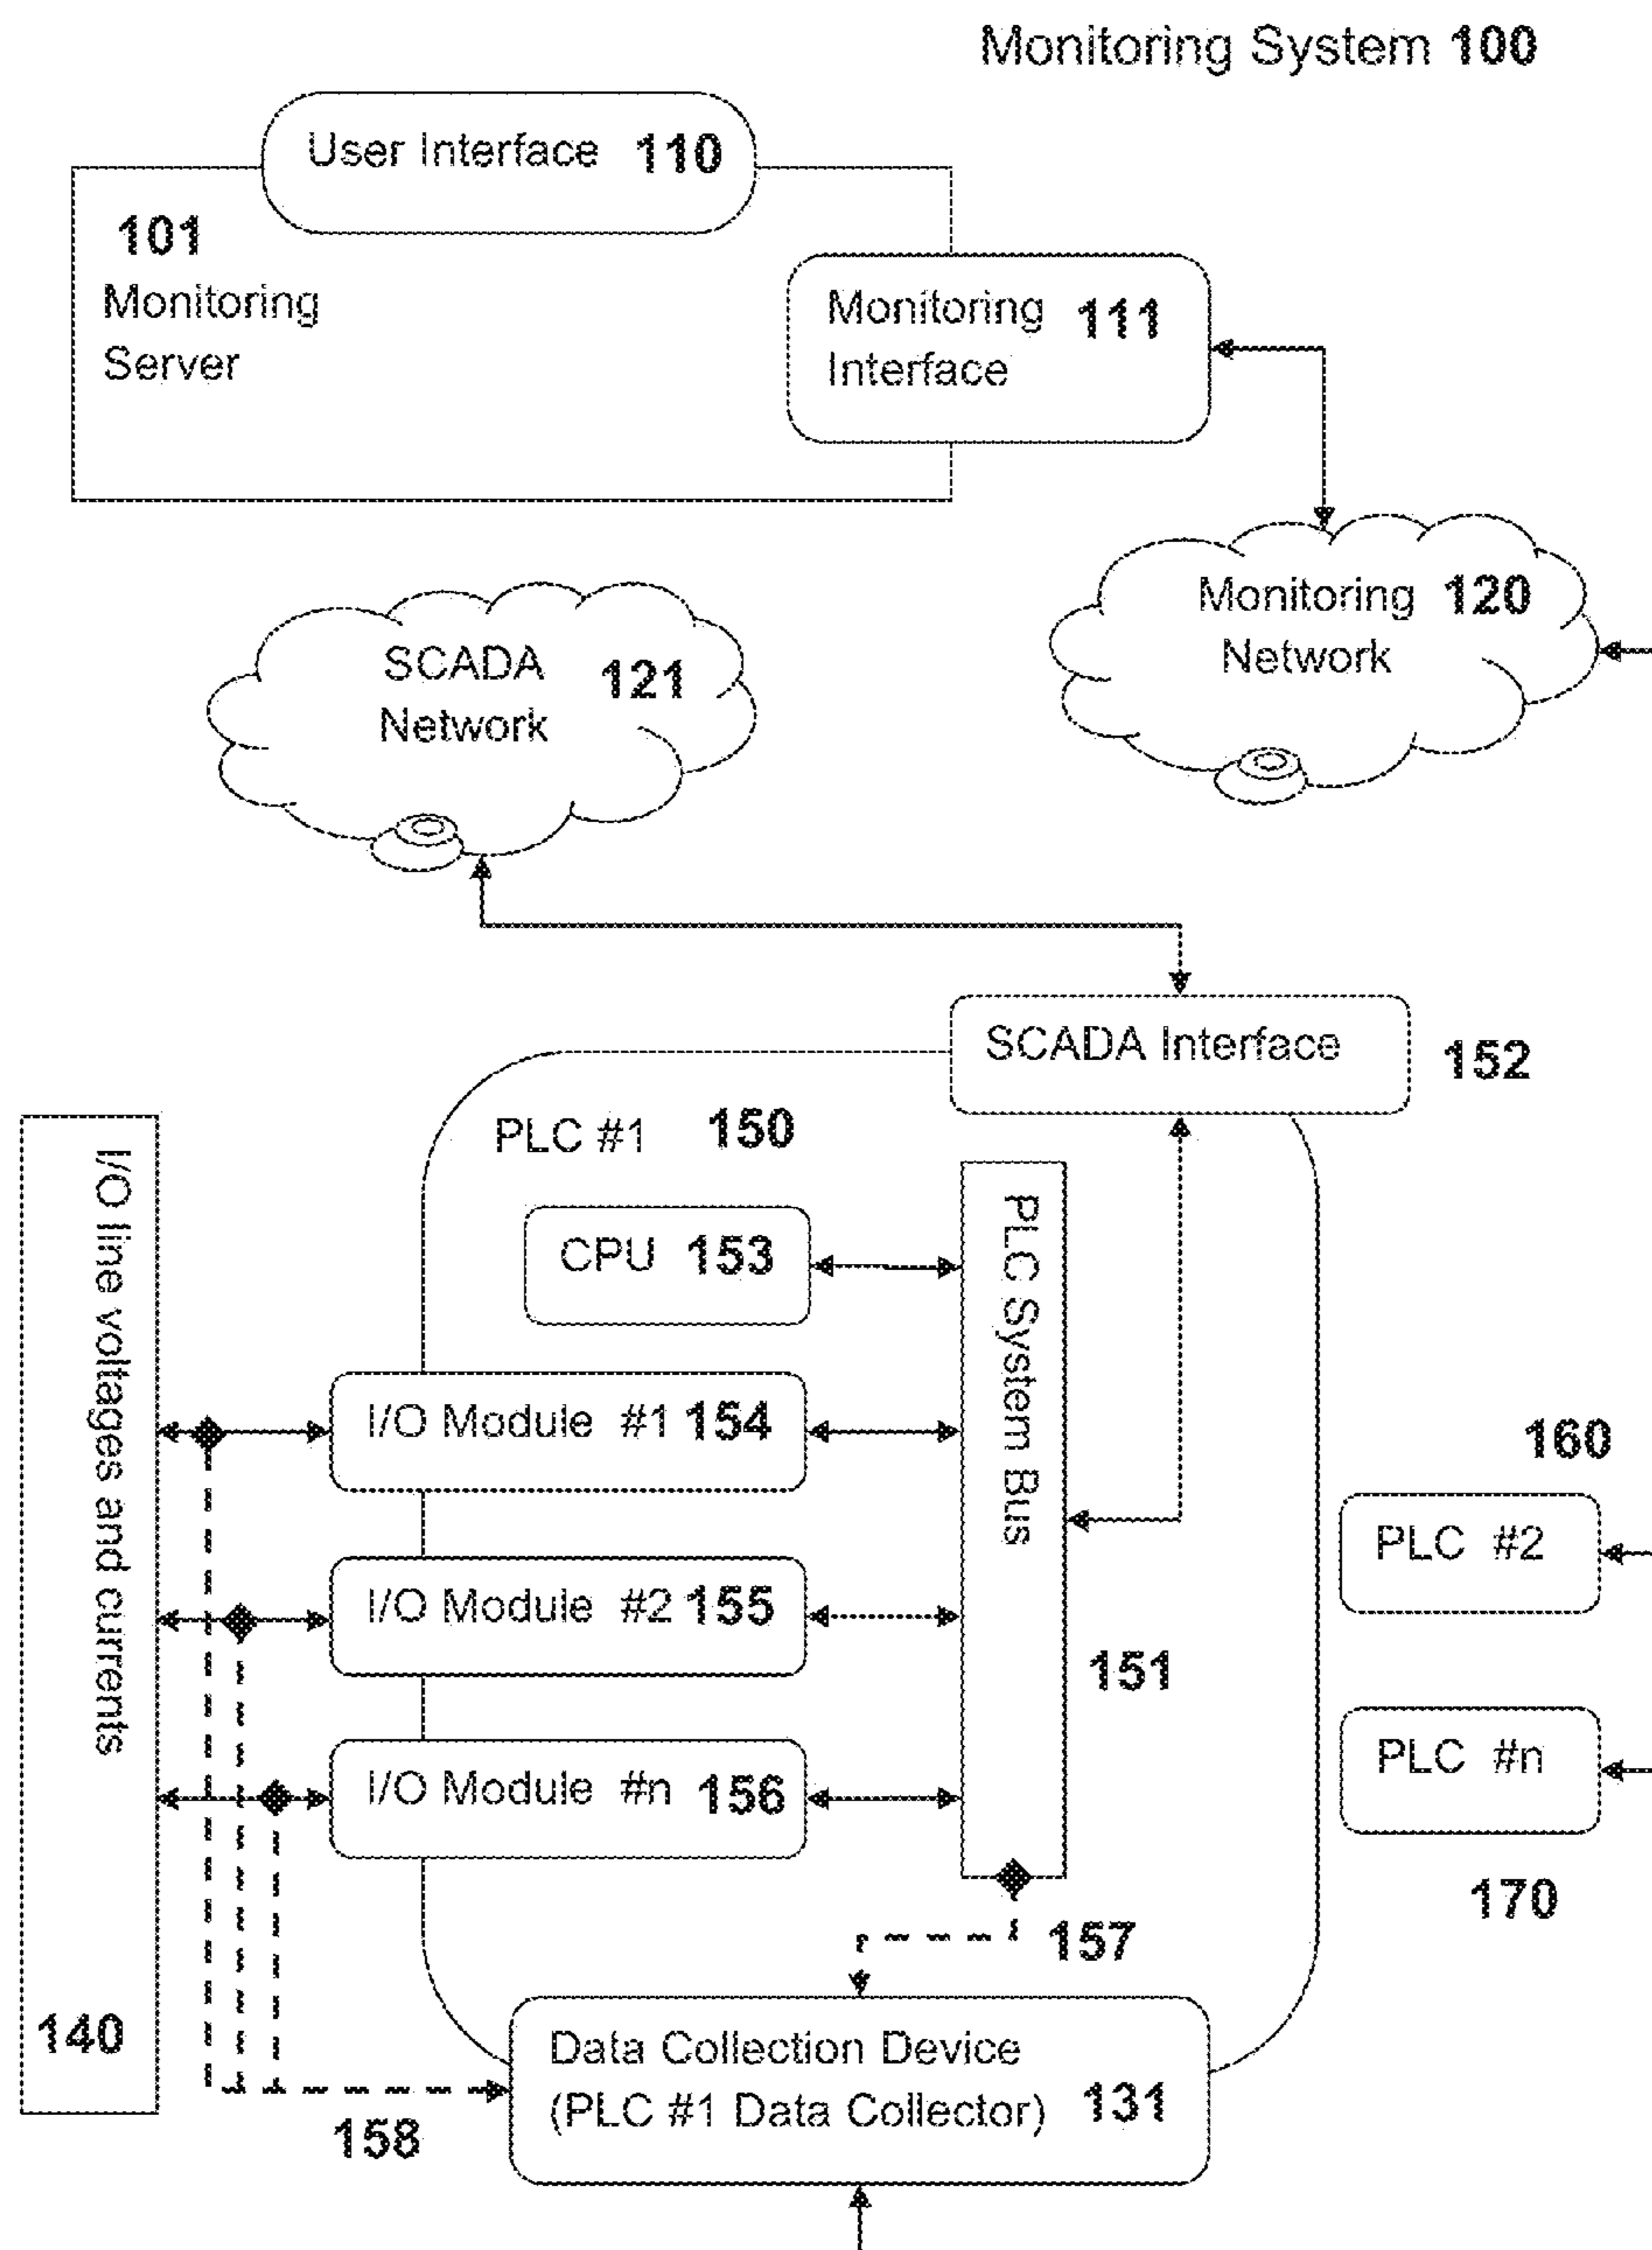 Monitoring System 100
User Interface 110
101
Monitoring
Server
Monitoring 111
Interface
Monitoring 120
Network
SCADA 121
Network
SCADA Interface
152
PLC #1 150
CPU 153
PLC System Bus
I/O line voltages and currents
I/O Module #1 154
160
PLC #2
I/O Module #2 155
151
PLC #n
I/O Module #n 156
170
157
140
Data Collection Device
(PLC #1 Data Collector) 131
158